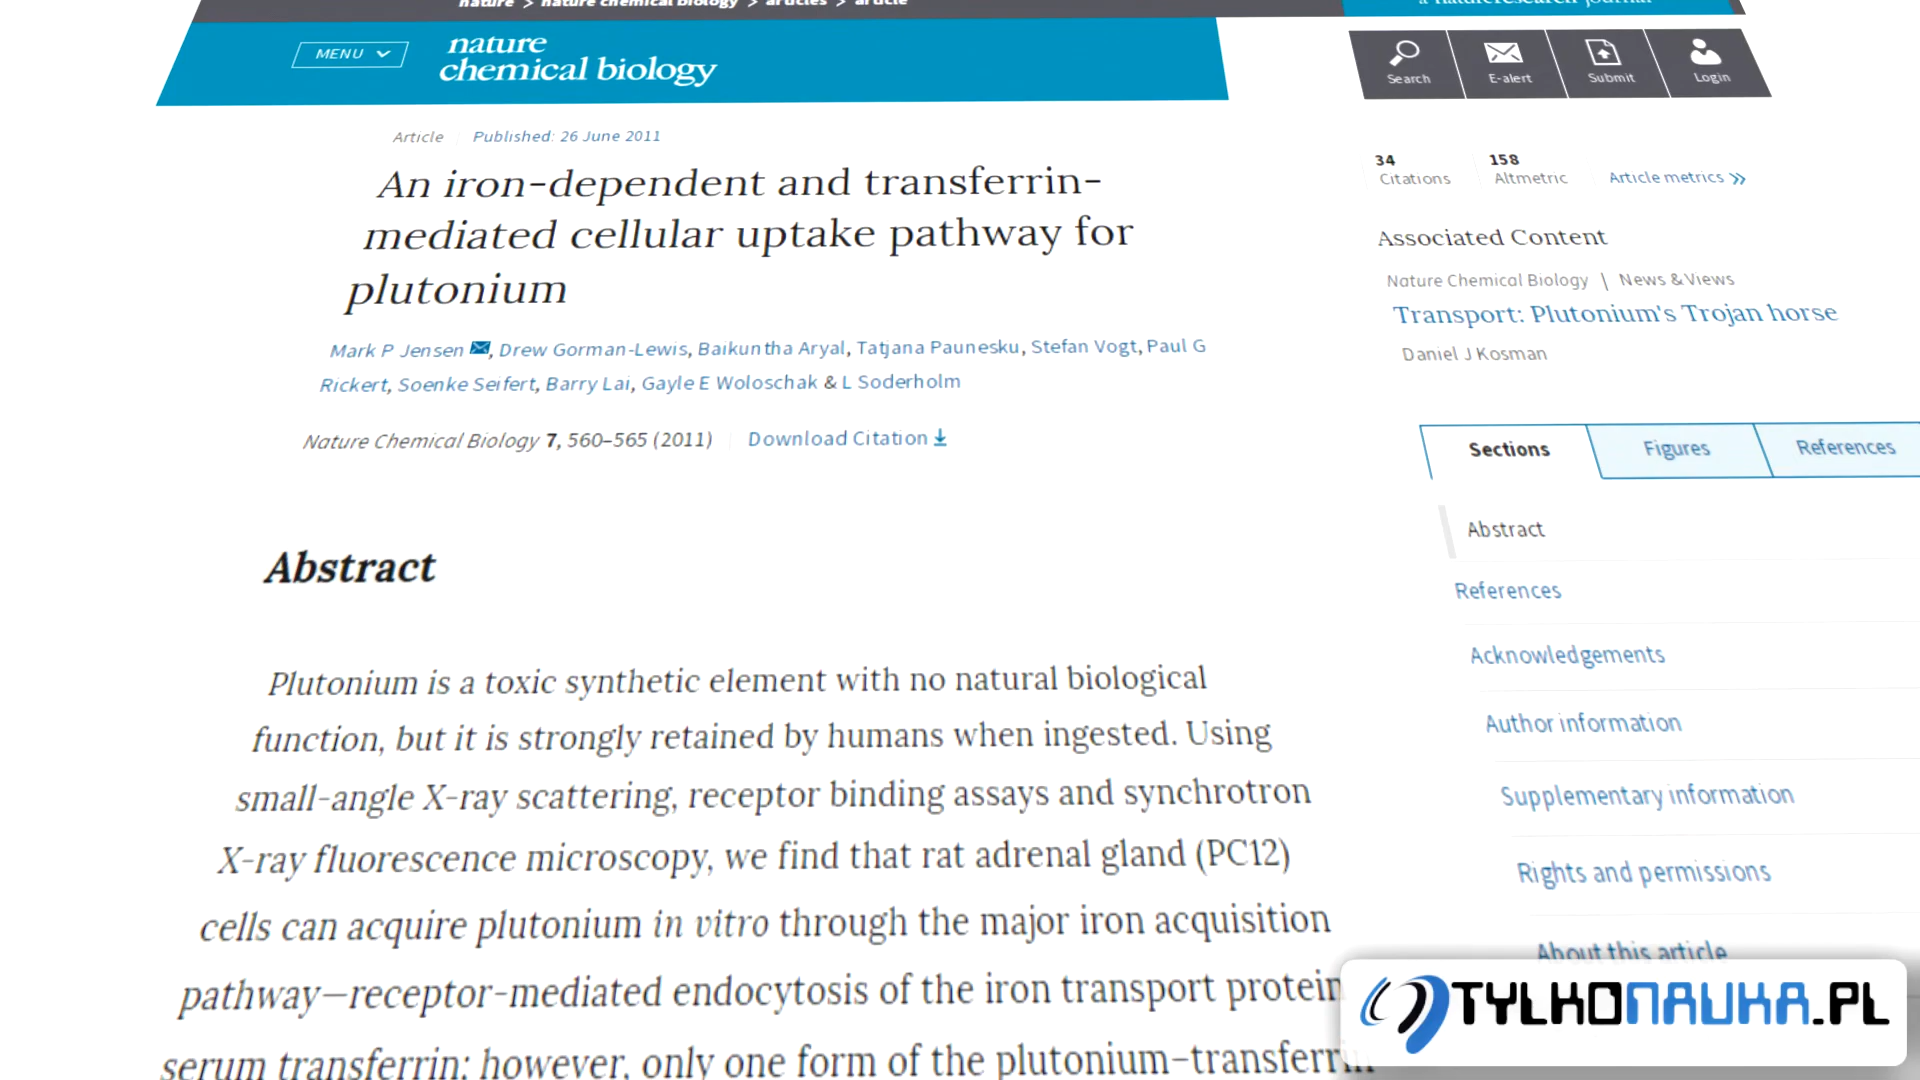 nature > nature chemical biology > articles > article
a natureresearch journal
MENU
nature
chemical biology
Search
E-alert
Submit
Login
Article
Published: 26 June 2011
An iron-dependent and transferrin-
mediated cellular uptake pathway for
plutonium
Mark P Jensen, Drew Gorman-Lewis, Baikuntha Aryal, Tatjana Paunesku, Stefan Vogt, Paul G
Rickert, Soenke Seifert, Barry Lai, Gayle E Woloschak & L Soderholm
Nature Chemical Biology 7, 560–565 (2011)
Download Citation
Abstract
Plutonium is a toxic synthetic element with no natural biological
function, but it is strongly retained by humans when ingested. Using
small-angle X-ray scattering, receptor binding assays and synchrotron
X-ray fluorescence microscopy, we find that rat adrenal gland (PC12)
cells can acquire plutonium in vitro through the major iron acquisition
pathway—receptor-mediated endocytosis of the iron transport protein
serum transferrin; however, only one form of the plutonium-transferrin
34
Citations
158
Altmetric
Article metrics »
Associated Content
Nature Chemical Biology | News & Views
Transport: Plutonium's Trojan horse
Daniel J Kosman
Sections
Figures
References
Abstract
References
Acknowledgements
Author information
Supplementary information
Rights and permissions
About this article
TYLKONAUKA.PL